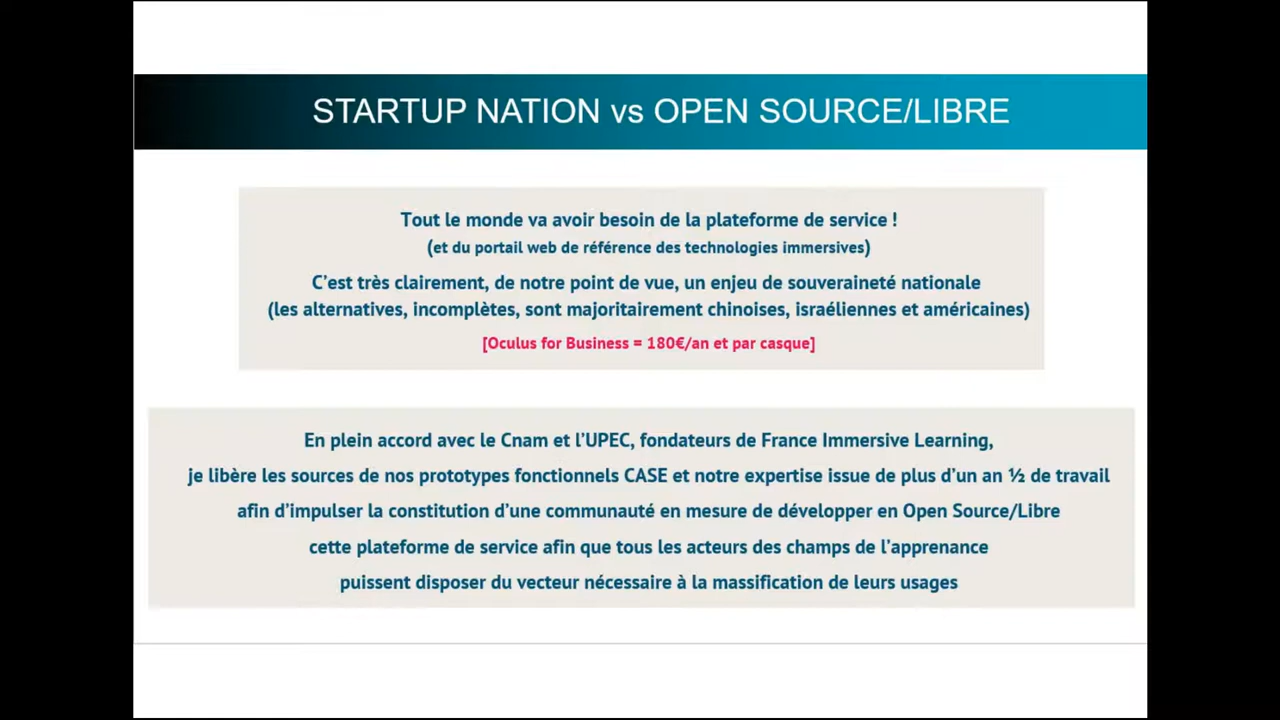 STARTUP NATION vs OPEN SOURCE/LIBRE
Tout le monde va avoir besoin de la plateforme de service !
(et du portail web de référence des technologies immersives)
C'est très clairement, de notre point de vue, un enjeu de souveraineté nationale
(les alternatives, incomplètes, sont majoritairement chinoises, israéliennes et américaines)
[Oculus for Business = 180€/an et par casque]
En plein accord avec le Cnam et l'UPEC, fondateurs de France Immersive Learning,
je libère les sources de nos prototypes fonctionnels CASE et notre expertise issue de plus d'un an ½ de travail
afin d'impulser la constitution d'une communauté en mesure de développer en Open Source/Libre
cette plateforme de service afin que tous les acteurs des champs de l'apprenance
puissent disposer du vecteur nécessaire à la massification de leurs usages